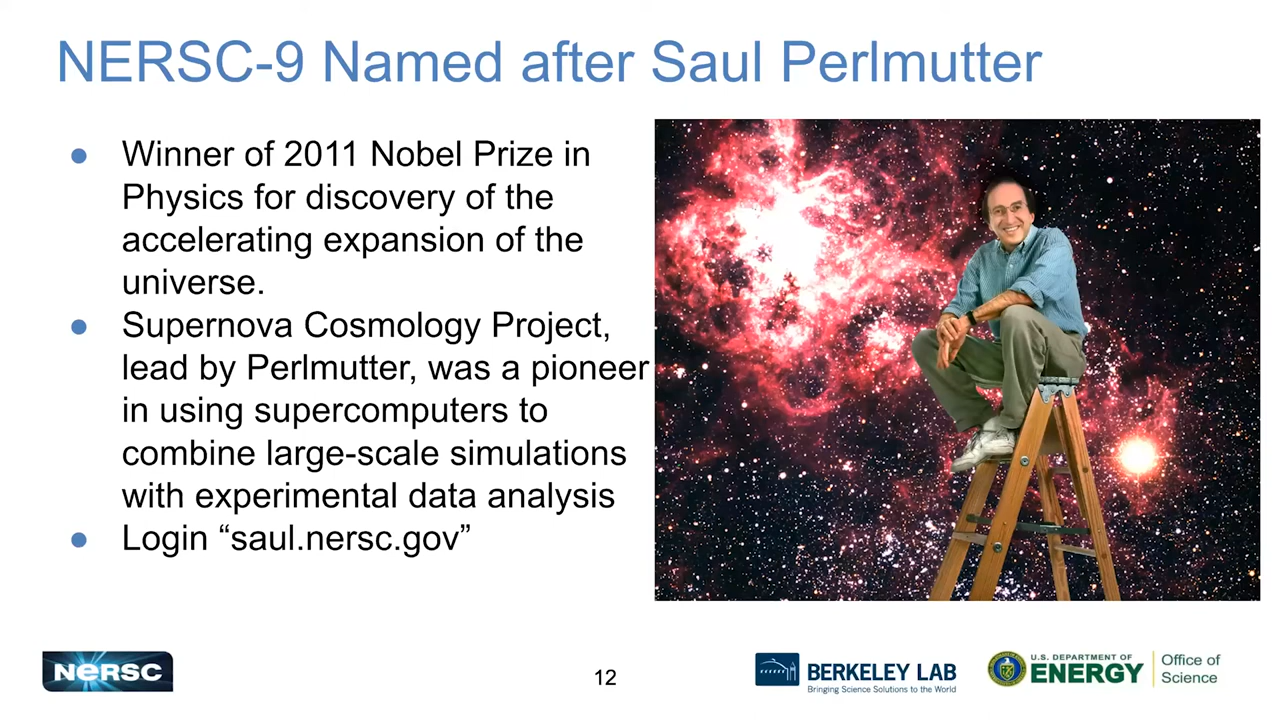 NERSC-9 Named after Saul Perlmutter
● Winner of 2011 Nobel Prize in
Physics for discovery of the
accelerating expansion of the
universe.
● Supernova Cosmology Project,
lead by Perlmutter, was a pioneer
in using supercomputers to
combine large-scale simulations
with experimental data analysis
● Login “saul.nersc.gov”
NERSC
12
BERKELEY LAB
Bringing Science Solutions to the World
U.S. DEPARTMENT OF
ENERGY
Office of
Science